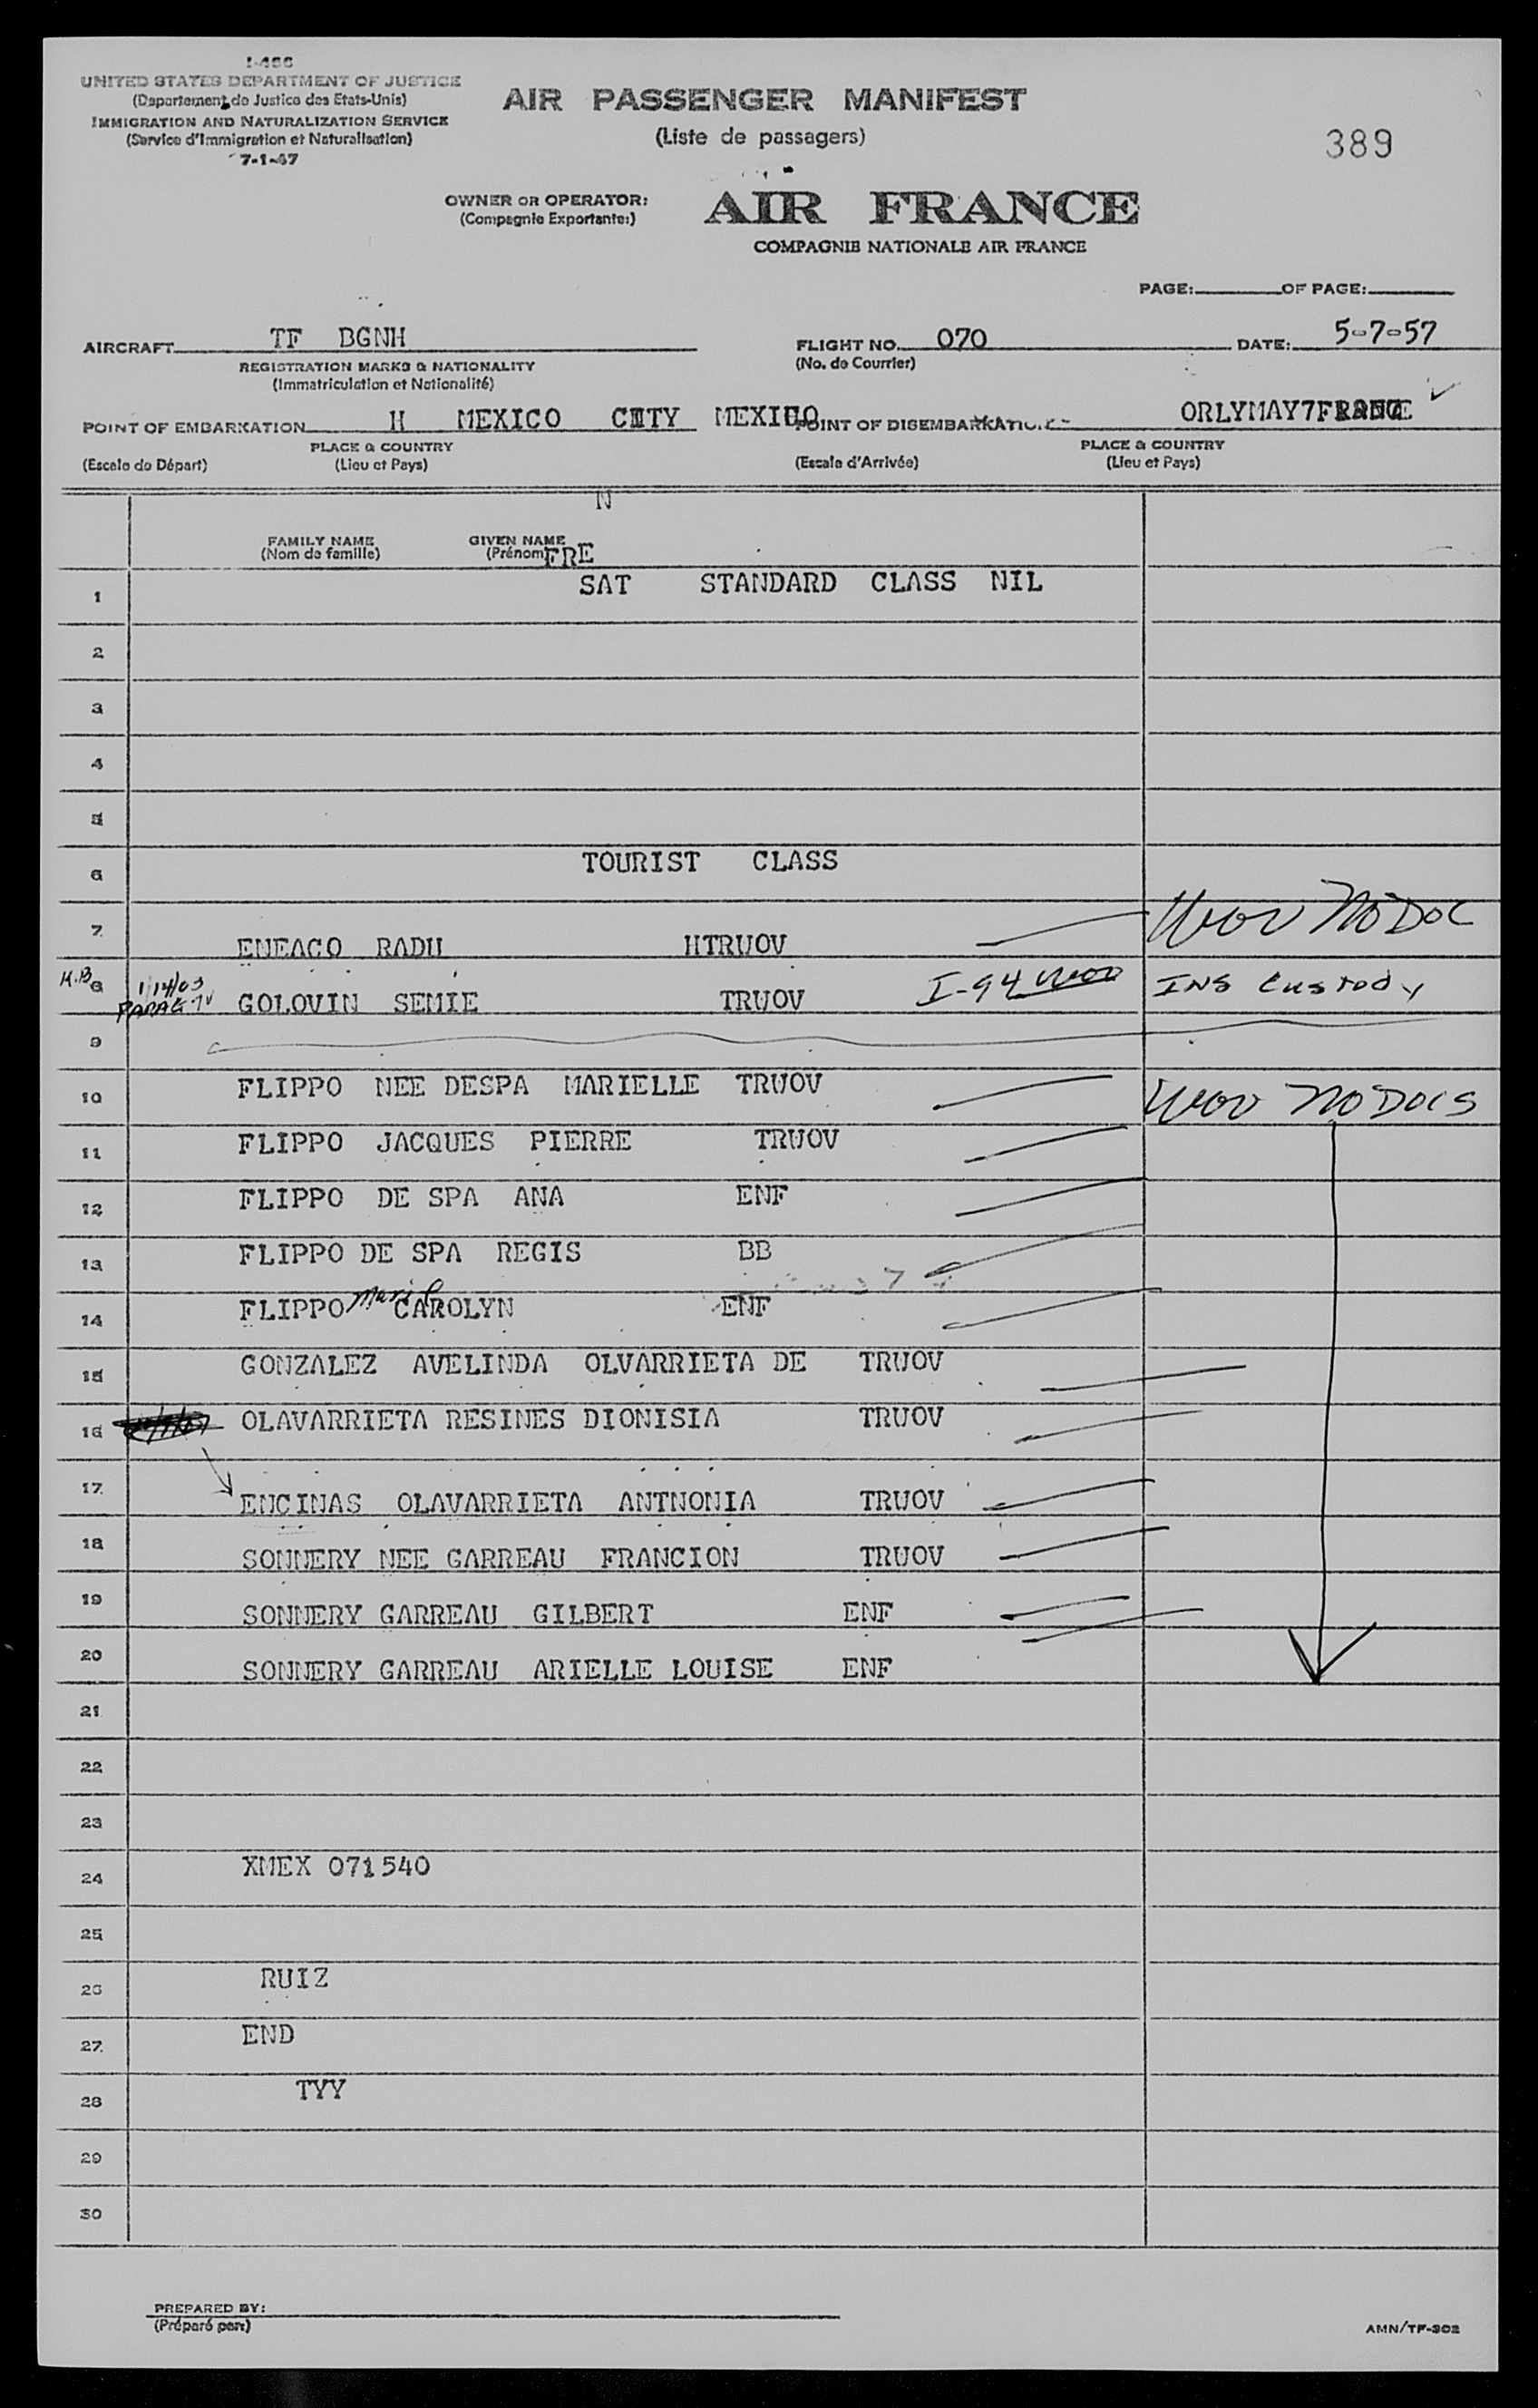 I-466
UNITED STATES DEPARTMENT OF JUSTICE
(Departement de Justice des Etats-Unis)
IMMIGRATION AND NATURALIZATION SERVICE
(Service d'Immigration et Naturalisation)
7-1-47
AIR PASSENGER MANIFEST
(Liste de passagers)
389
OWNER OR OPERATOR:
(Compagnie Exportante:)
AIR FRANCE
COMPAGNIE NATIONALE AIR FRANCE
PAGE: OF PAGE:
AIRCRAFT TF BGNH
REGISTRATION MARKS & NATIONALITY
(Immatriculation et Nationalité)
FLIGHT NO. 070
(No. de Courrier)
DATE: 5-7-57
POINT OF EMBARKATION H MEXICO CITY MEXICO
PLACE & COUNTRY
(Escale de Départ) (Lieu et Pays)
POINT OF DISEMBARKATION ORLYMAY7
PLACE & COUNTRY
(Escale d'Arrivée) (Lieu et Pays)
N
FAMILY NAME GIVEN NAME
(Nom de famille) (Prénom) FRE
1 SAT STANDARD CLASS NIL
2
3
4
5
6 TOURIST CLASS
7 ENEACO RADU HTRUOV No DOC
K.B. 8 1/14/03 GOLOVIN SEMIE TRUOV I-94 INS Custody
9
10 FLIPPO NEE DESPA MARIELLE TRUOV No DOCS
11 FLIPPO JACQUES PIERRE TRUOV
12 FLIPPO DE SPA ANA ENF
13 FLIPPO DE SPA REGIS BB
14 FLIPPO CAROLYN ENF
15 GONZALEZ AVELINDA OLVARRIETA DE TRUOV
16 OLAVARRIETA RESINES DIONISIA TRUOV
17 ENCINAS OLAVARRIETA ANTNONIA TRUOV
18 SONNERY NEE GARREAU FRANCION TRUOV
19 SONNERY GARREAU GILBERT ENF
20 SONNERY GARREAU ARIELLE LOUISE ENF
21
22
23
24 XMEX 071540
25
26 RUIZ
27 END
28 TYY
29
30
PREPARED BY:
(Préparé par:)
AMN/TF-302